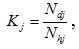 K_j = N_dj / N_hj ,